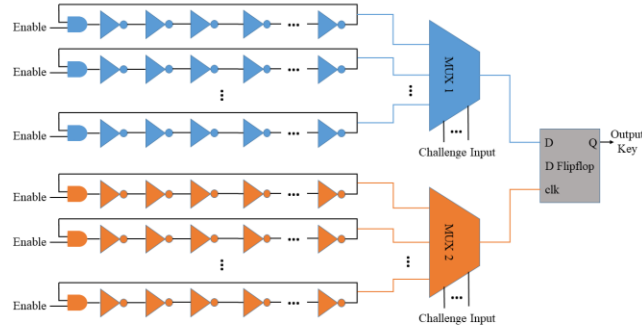 Enable
Enable
Enable
MUX 1
Challenge Input
D
Q
D Flipflop
clk
Output
Key
Enable
Enable
Enable
MUX 2
Challenge Input